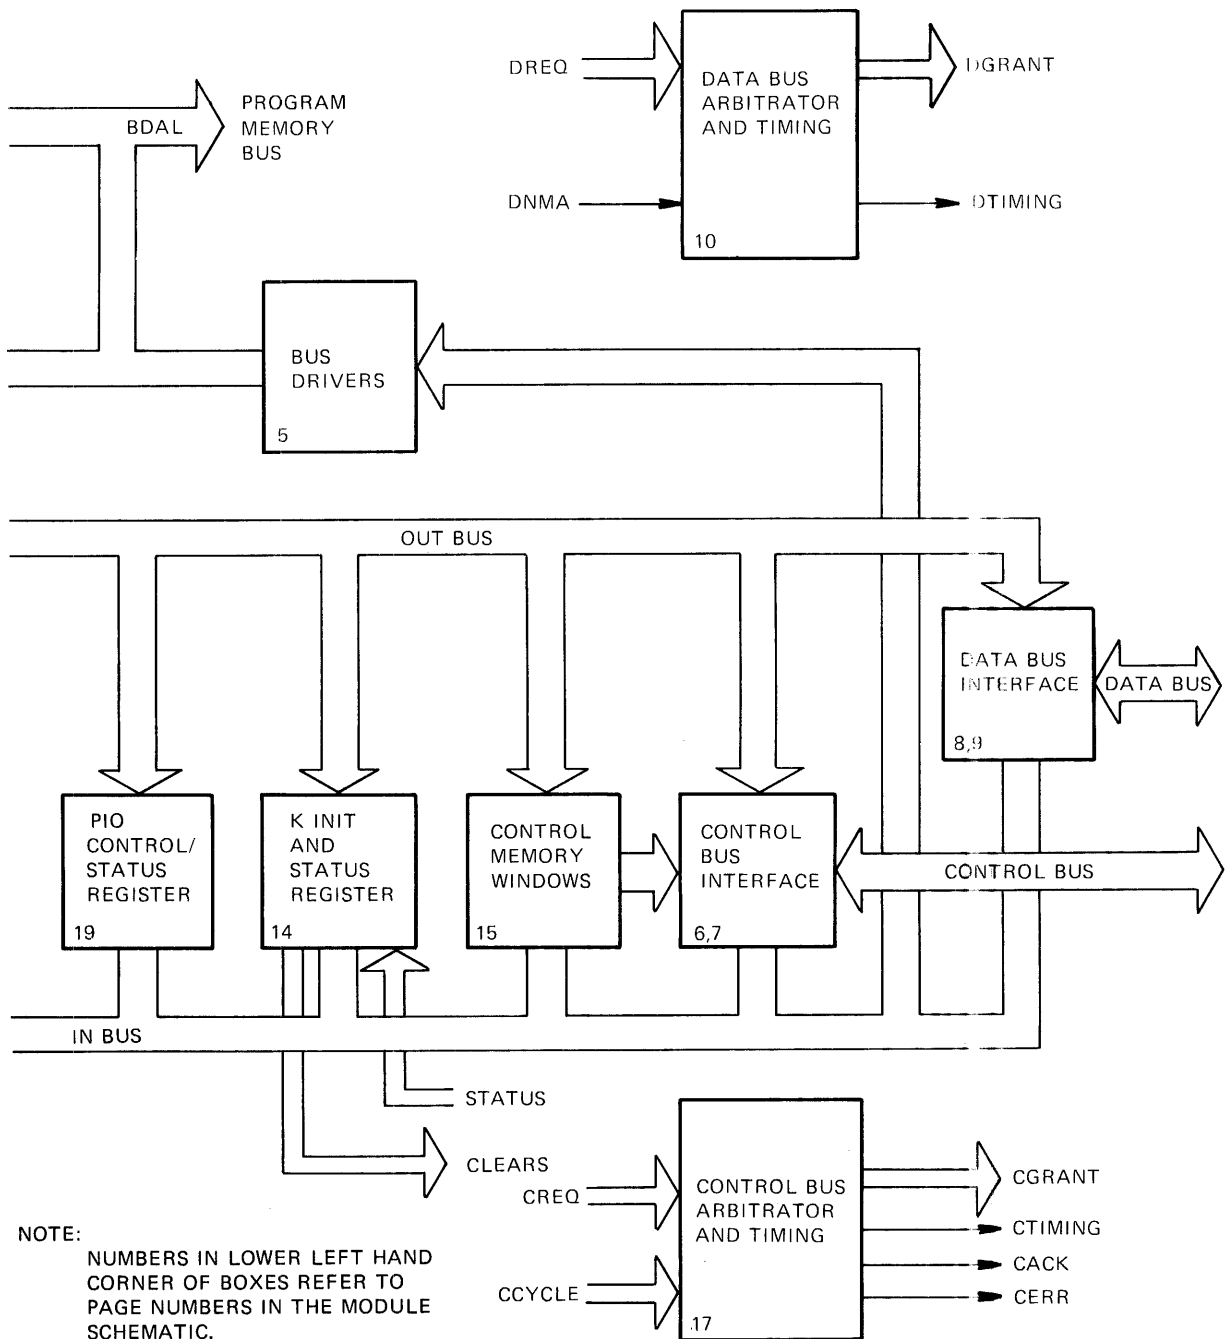 DREQ
DATA BUS
ARBITRATOR
AND TIMING
10
DGRANT
DNMA
DTIMING
BDAL
PROGRAM
MEMORY
BUS
BUS
DRIVERS
5
OUT BUS
DATA BUS
INTERFACE
8,9
DATA BUS
PIO
CONTROL/
STATUS
REGISTER
19
K INIT
AND
STATUS
REGISTER
14
CONTROL
MEMORY
WINDOWS
15
CONTROL
BUS
INTERFACE
6,7
CONTROL BUS
IN BUS
STATUS
CLEARS
CREQ
CCYCLE
CONTROL BUS
ARBITRATOR
AND TIMING
17
CGRANT
CTIMING
CACK
CERR
NOTE:
NUMBERS IN LOWER LEFT HAND
CORNER OF BOXES REFER TO
PAGE NUMBERS IN THE MODULE
SCHEMATIC.